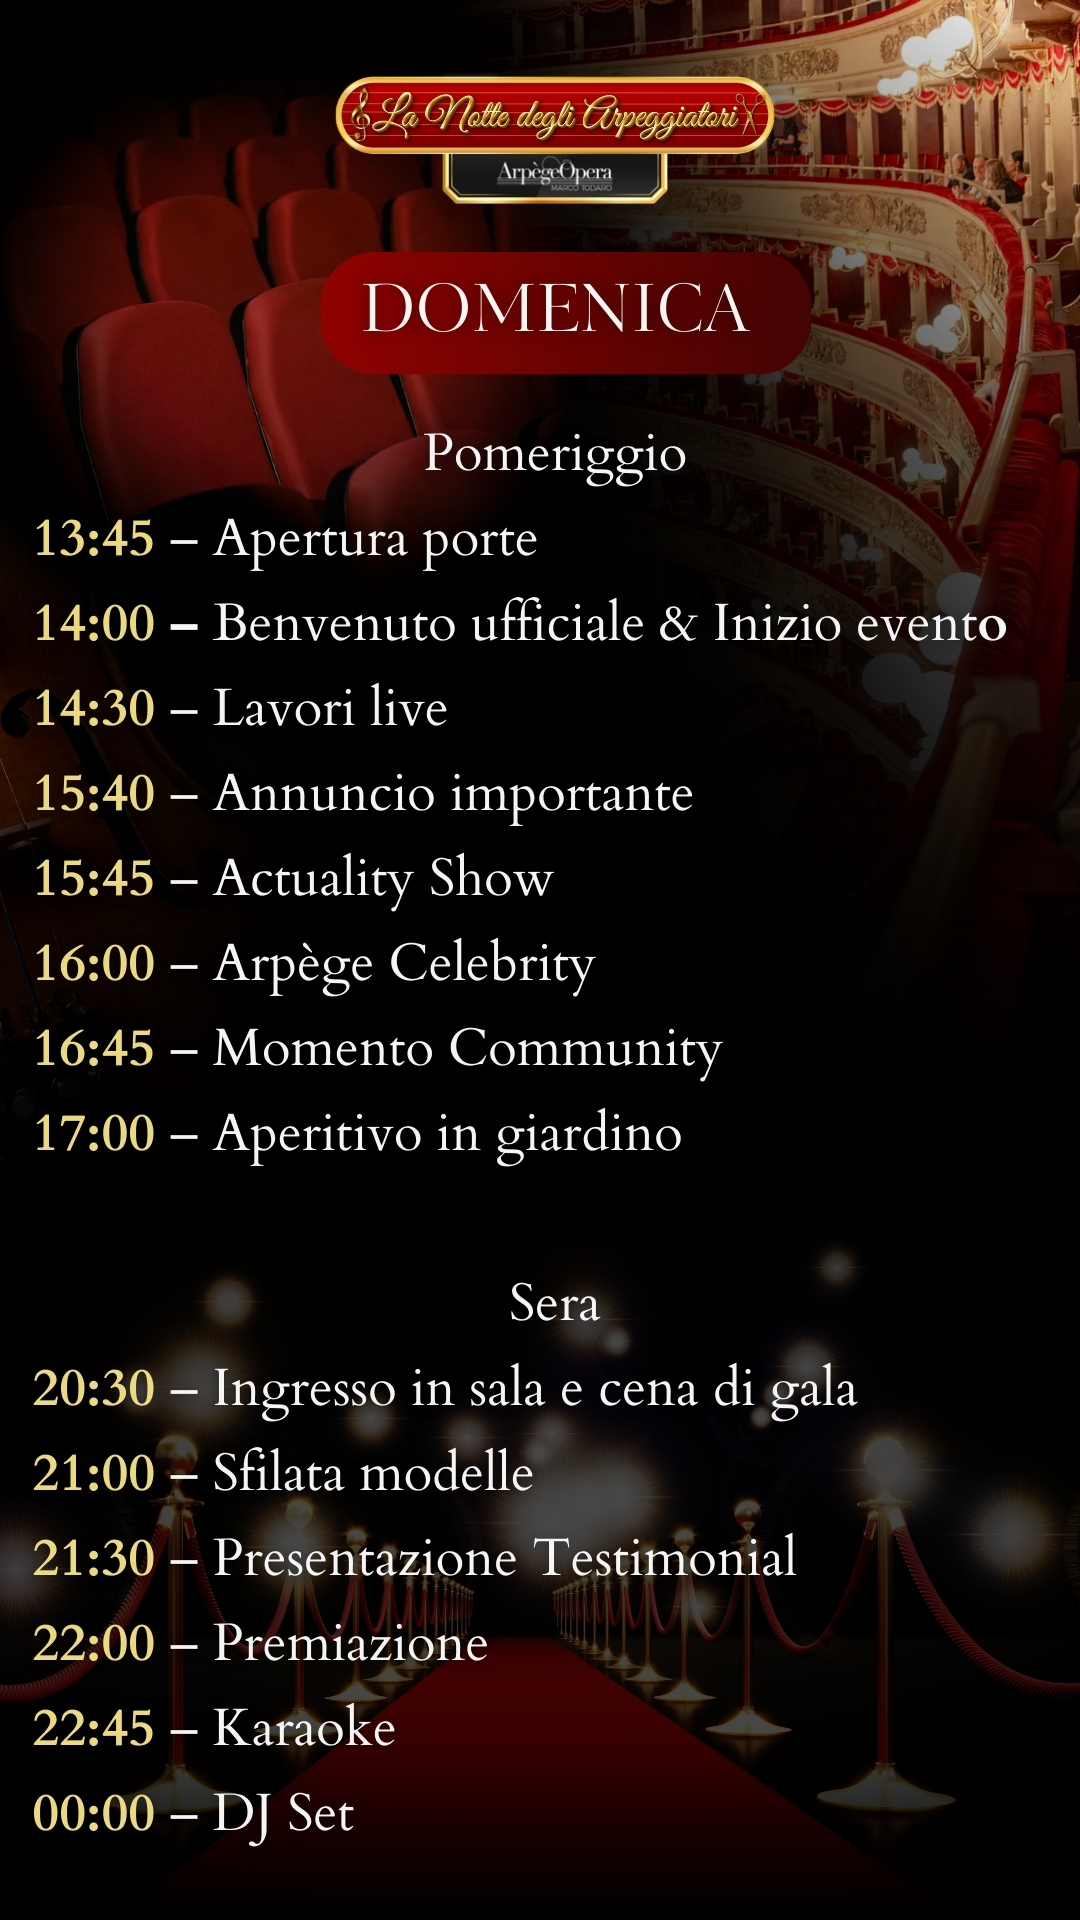 La Notte degli Arpeggiatori
ArpègeOpera
MARCO TODARO
DOMENICA
Pomeriggio
13:45 – Apertura porte
14:00 – Benvenuto ufficiale & Inizio evento
14:30 – Lavori live
15:40 – Annuncio importante
15:45 – Actuality Show
16:00 – Arpège Celebrity
16:45 – Momento Community
17:00 – Aperitivo in giardino
Sera
20:30 – Ingresso in sala e cena di gala
21:00 – Sfilata modelle
21:30 – Presentazione Testimonial
22:00 – Premiazione
22:45 – Karaoke
00:00 – DJ Set